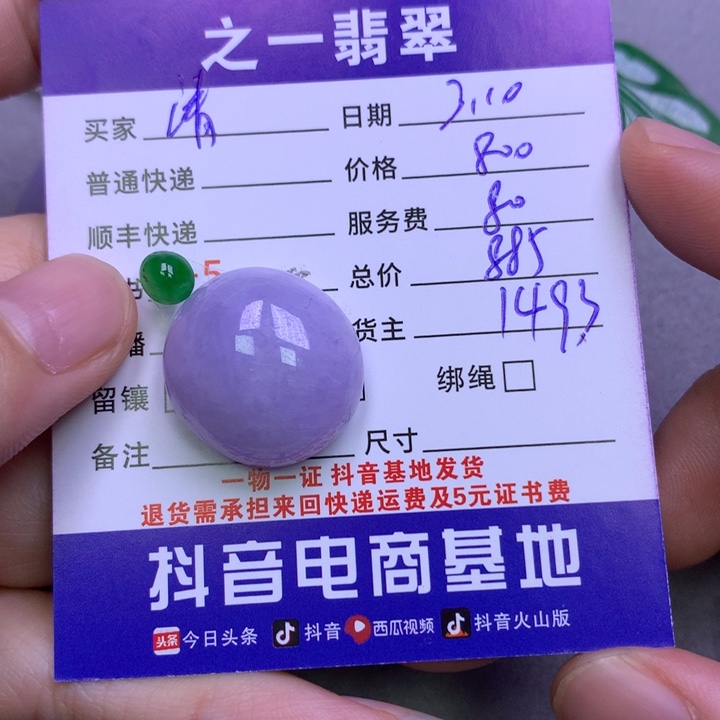 之一翡翠
买家 清 日期 3.10
普通快递 价格 800
顺丰快递 服务费 80
书 5 总价 885
播 货主 1493
留镶 绑绳
备注 尺寸
一物一证 抖音基地发货
退货需承担来回快递运费及5元证书费
抖音电商基地
头条 今日头条 抖音 西瓜视频 抖音火山版